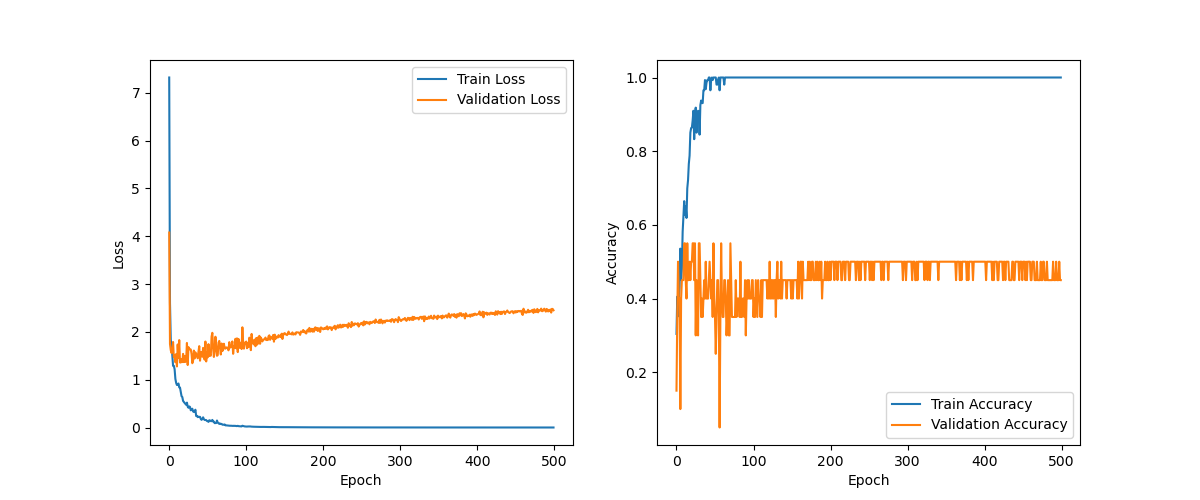 Train Loss
Validation Loss
7
6
5
4
3
2
1
0
Loss
0 100 200 300 400 500
Epoch
1.0
0.8
0.6
0.4
0.2
Accuracy
Train Accuracy
Validation Accuracy
0 100 200 300 400 500
Epoch